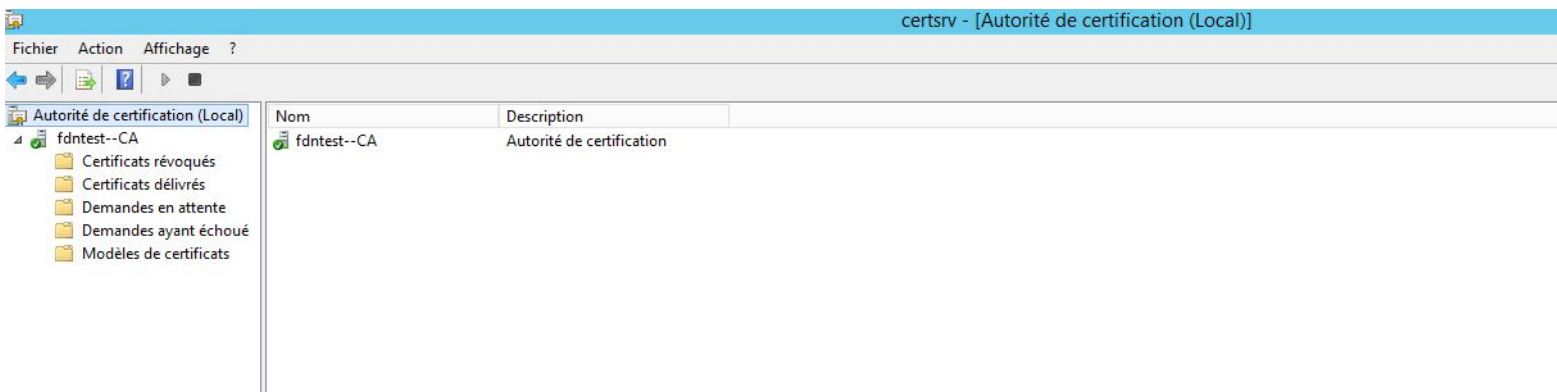 certsrv - [Autorité de certification (Local)]
Fichier Action Affichage ?
Autorité de certification (Local)
fdntest--CA
Certificats révoqués
Certificats délivrés
Demandes en attente
Demandes ayant échoué
Modèles de certificats
Nom Description
fdntest--CA Autorité de certification